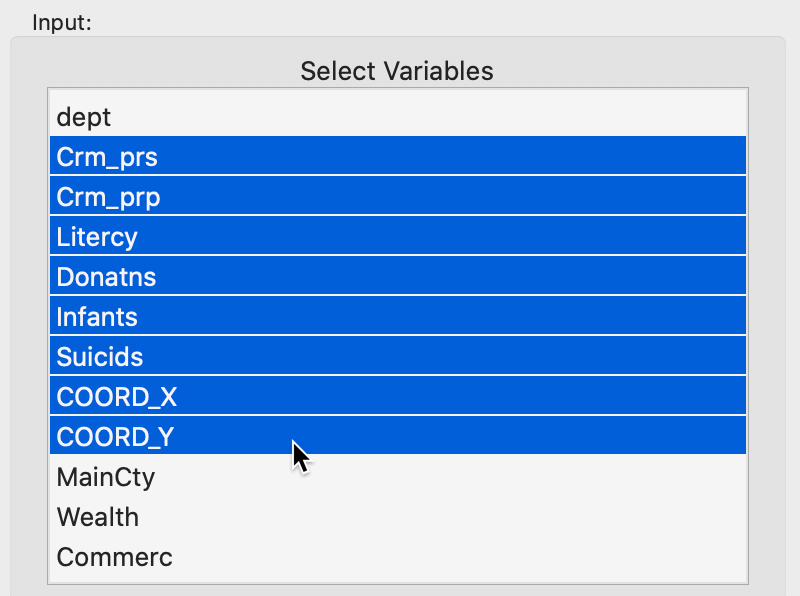 Input:
Select Variables
dept
Crm_prs
Crm_prp
Litercy
Donatns
Infants
Suicids
COORD_X
COORD_Y
MainCty
Wealth
Commerc